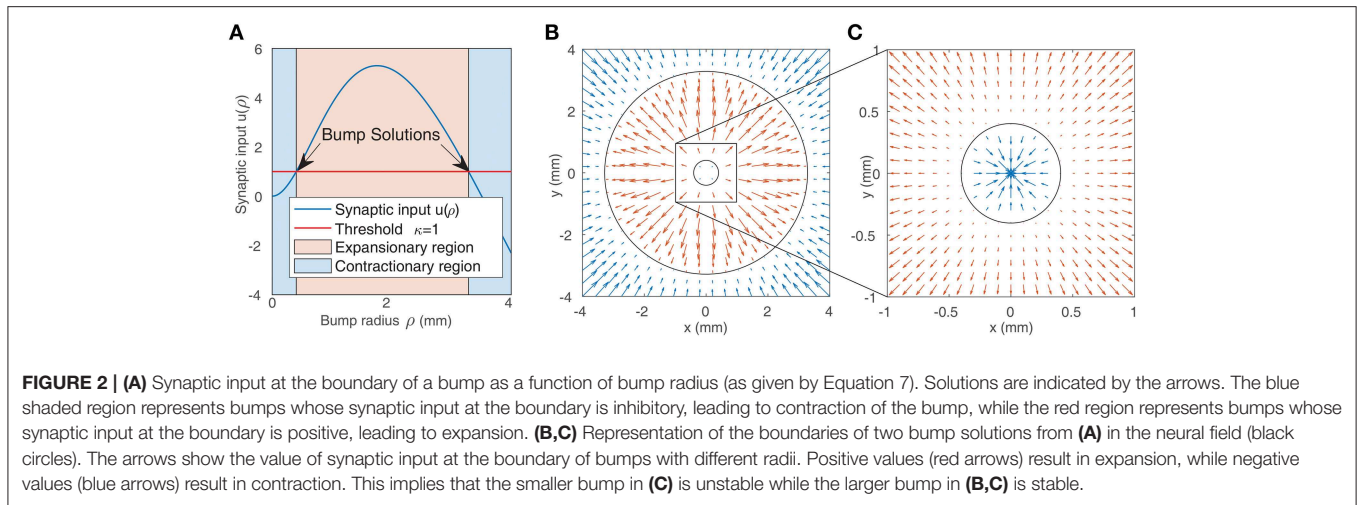 A
B
C
6
4
2
0
-2
-4
Synaptic input u(ρ)
Bump Solutions
Synaptic input u(ρ)
Threshold κ=1
Expansionary region
Contractionary region
0
2
4
Bump radius ρ (mm)
4
2
0
-2
-4
y (mm)
-4
-2
0
2
4
x (mm)
1
0.5
0
-0.5
-1
y (mm)
-1
-0.5
0
0.5
1
x (mm)
FIGURE 2 | (A) Synaptic input at the boundary of a bump as a function of bump radius (as given by Equation 7). Solutions are indicated by the arrows. The blue
shaded region represents bumps whose synaptic input at the boundary is inhibitory, leading to contraction of the bump, while the red region represents bumps whose
synaptic input at the boundary is positive, leading to expansion. (B,C) Representation of the boundaries of two bump solutions from (A) in the neural field (black
circles). The arrows show the value of synaptic input at the boundary of bumps with different radii. Positive values (red arrows) result in expansion, while negative
values (blue arrows) result in contraction. This implies that the smaller bump in (C) is unstable while the larger bump in (B,C) is stable.